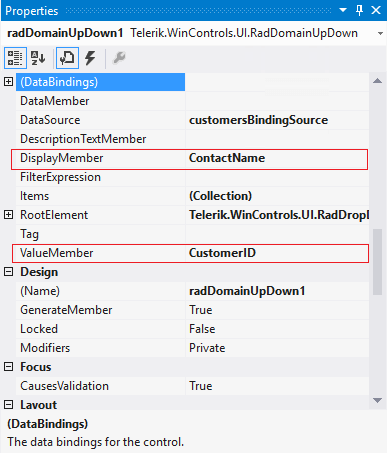 Properties
radDomainUpDown1 Telerik.WinControls.UI.RadDomainUpDown
(DataBindings)
DataMember
DataSource customersBindingSource
DescriptionTextMember
DisplayMember ContactName
FilterExpression
Items (Collection)
RootElement Telerik.WinControls.UI.RadDropl
Tag
ValueMember CustomerID
Design
(Name) radDomainUpDown1
GenerateMember True
Locked False
Modifiers Private
Focus
CausesValidation True
Layout
(DataBindings)
The data bindings for the control.